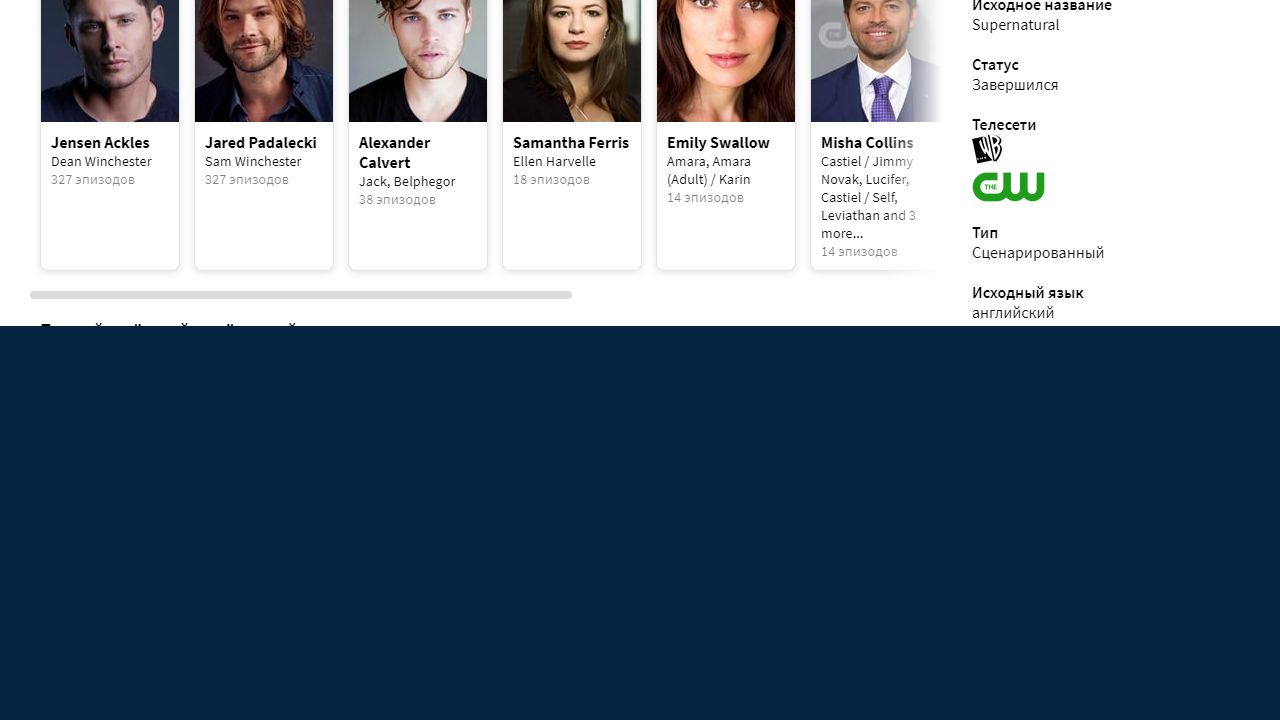 Jensen Ackles
Dean Winchester
327 эпизодов
Jared Padalecki
Sam Winchester
327 эпизодов
Alexander
Calvert
Jack, Belphegor
38 эпизодов
Samantha Ferris
Ellen Harvelle
18 эпизодов
Emily Swallow
Amara, Amara
(Adult) / Karin
14 эпизодов
Misha Collins
Castiel / Jimmy
Novak, Lucifer,
Castiel / Self,
Leviathan and 3
more...
14 эпизодов
Исходное название
Supernatural
Статус
Завершился
Телесети
THE WB
THE CW
Тип
Сценарированный
Исходный язык
английский